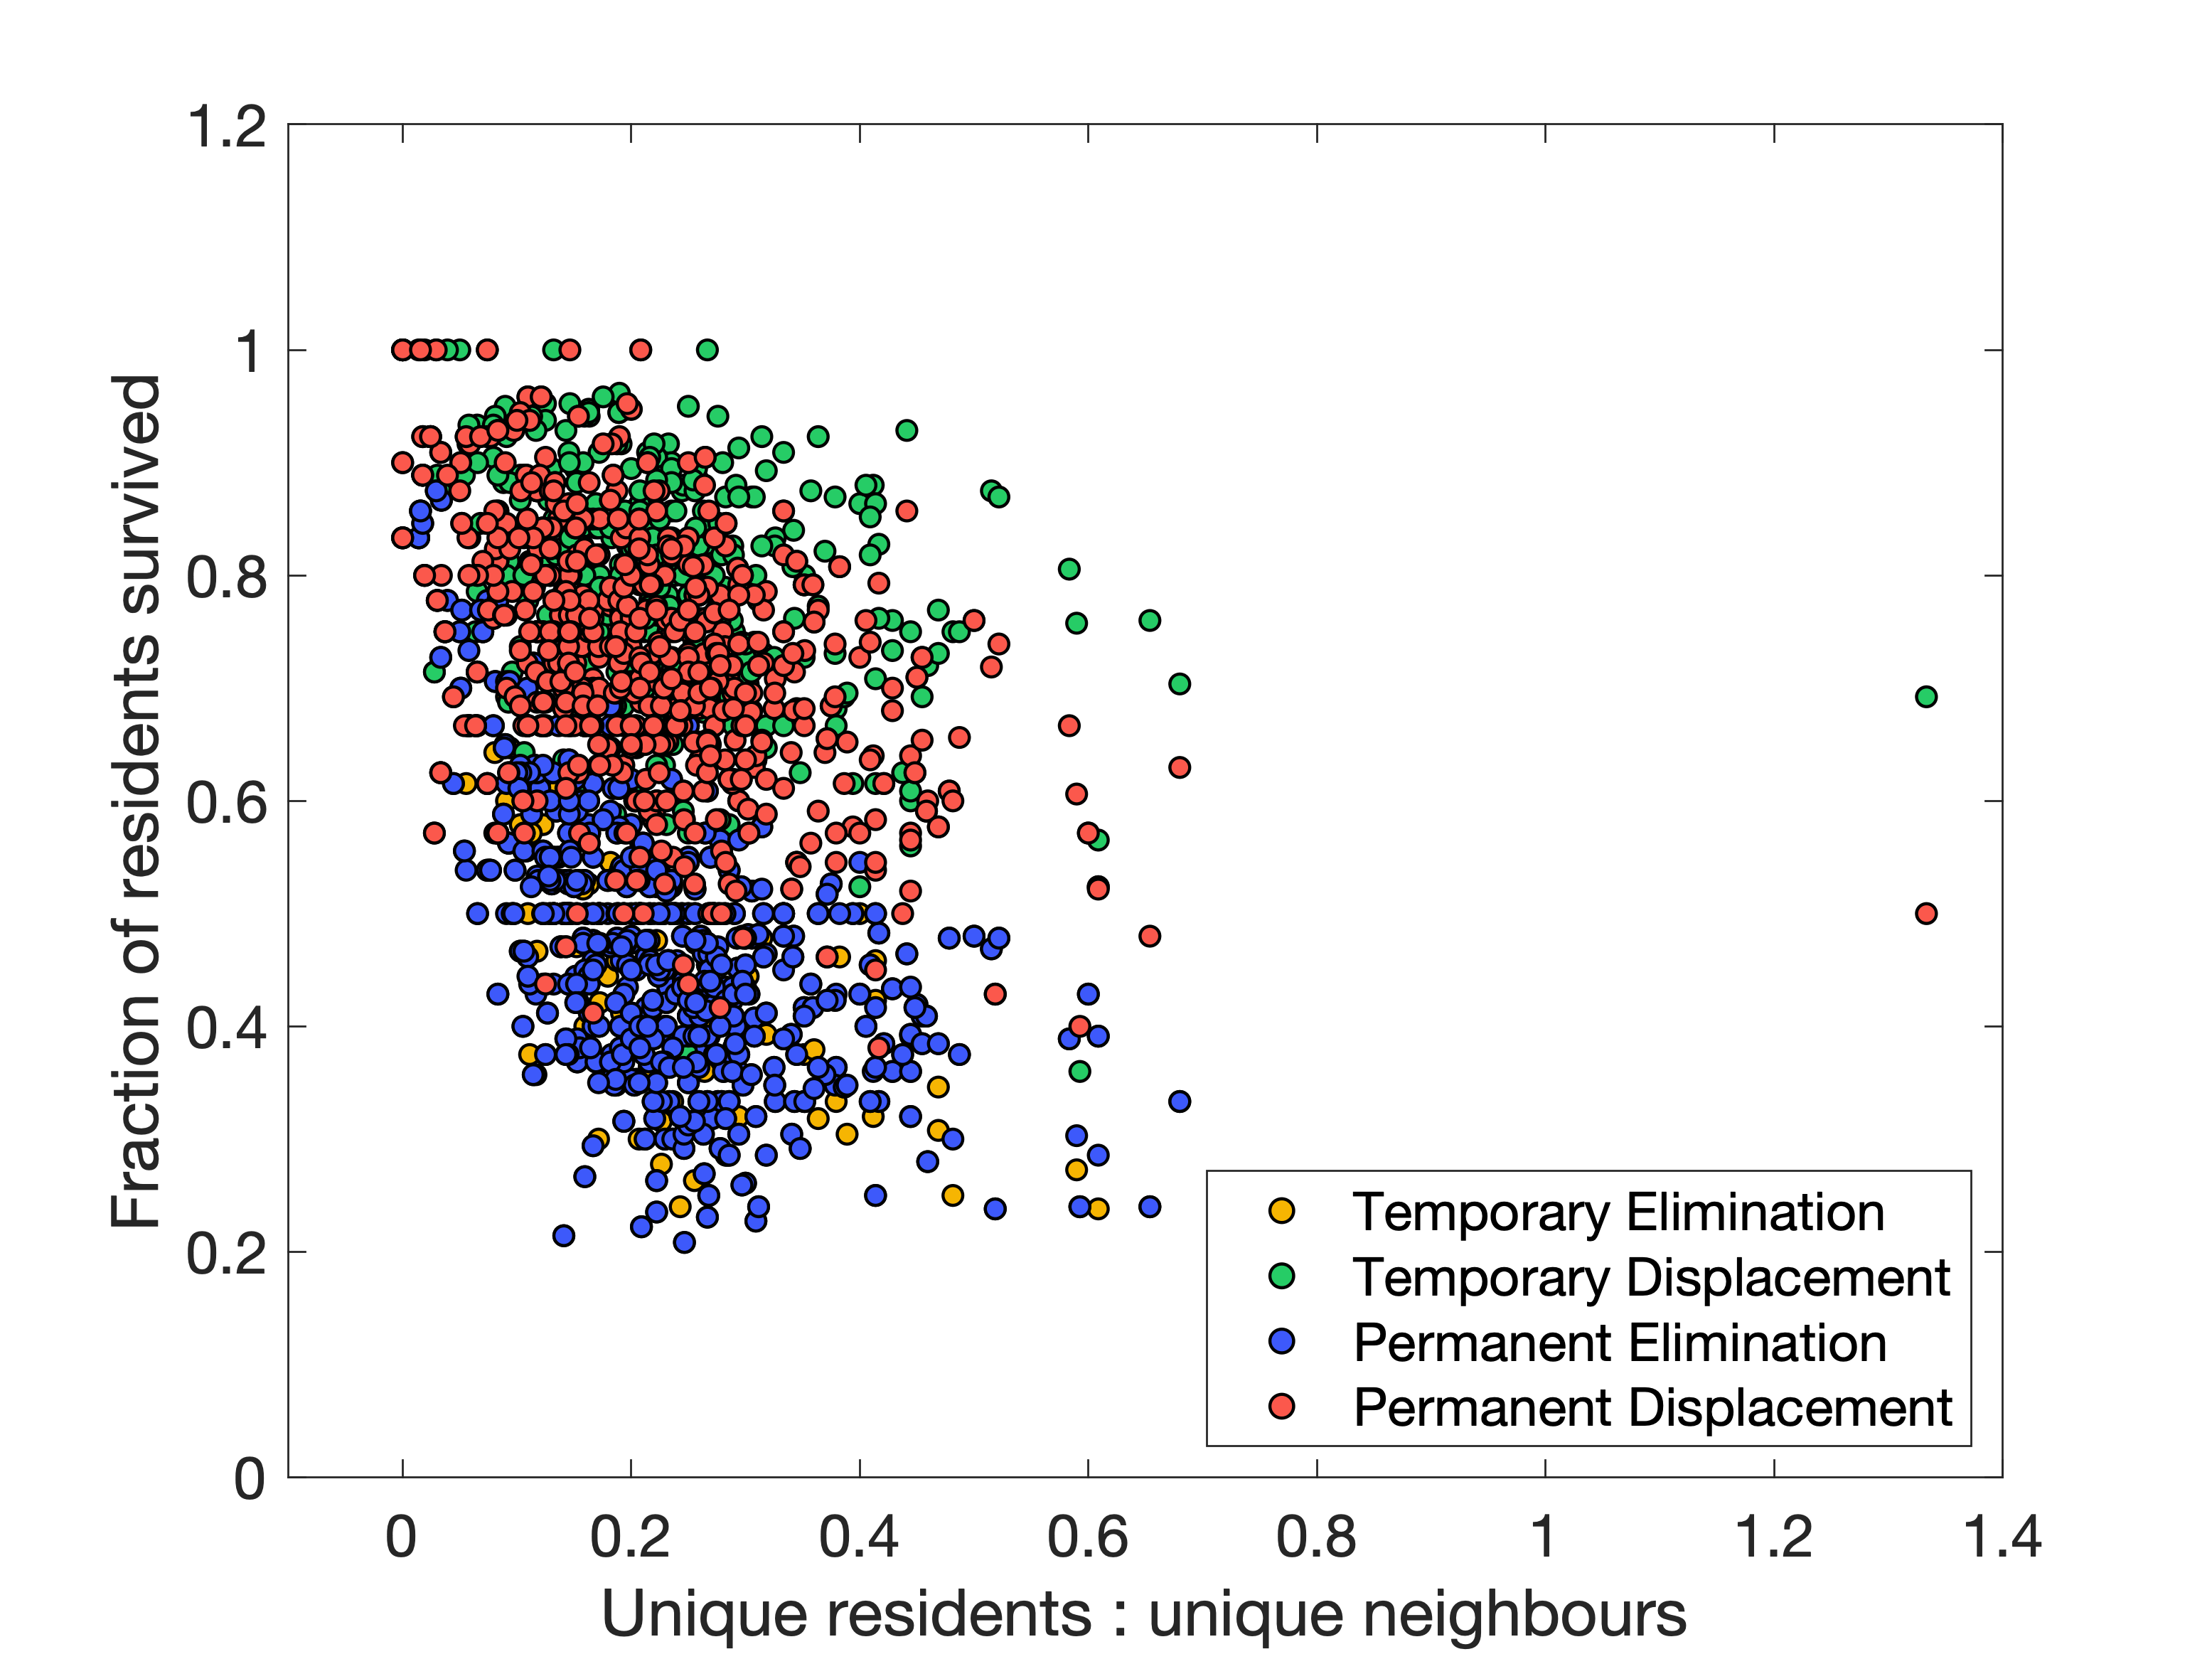 1.2
1
0.8
0.6
0.4
0.2
0
Fraction of residents survived
0 0.2 0.4 0.6 0.8 1 1.2 1.4
Unique residents : unique neighbours
Temporary Elimination
Temporary Displacement
Permanent Elimination
Permanent Displacement